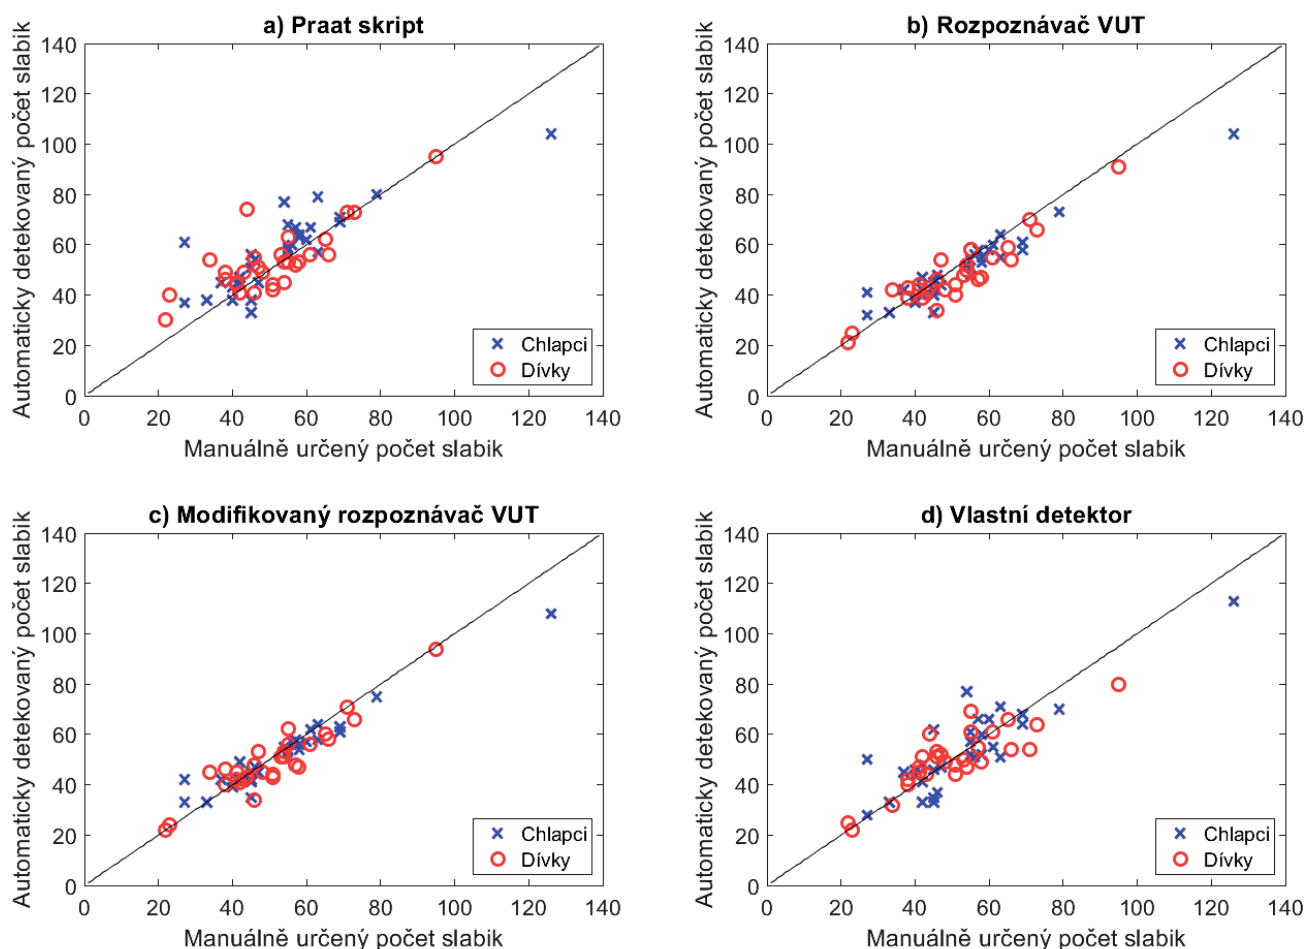 a) Praat skript
Automaticky detekovaný počet slabik
140
120
100
80
60
40
20
0
0 20 40 60 80 100 120 140
Manuálně určený počet slabik
Chlapci
Dívky
b) Rozpoznávač VUT
Automaticky detekovaný počet slabik
140
120
100
80
60
40
20
0
0 20 40 60 80 100 120 140
Manuálně určený počet slabik
Chlapci
Dívky
c) Modifikovaný rozpoznávač VUT
Automaticky detekovaný počet slabik
140
120
100
80
60
40
20
0
0 20 40 60 80 100 120 140
Manuálně určený počet slabik
Chlapci
Dívky
d) Vlastní detektor
Automaticky detekovaný počet slabik
140
120
100
80
60
40
20
0
0 20 40 60 80 100 120 140
Manuálně určený počet slabik
Chlapci
Dívky